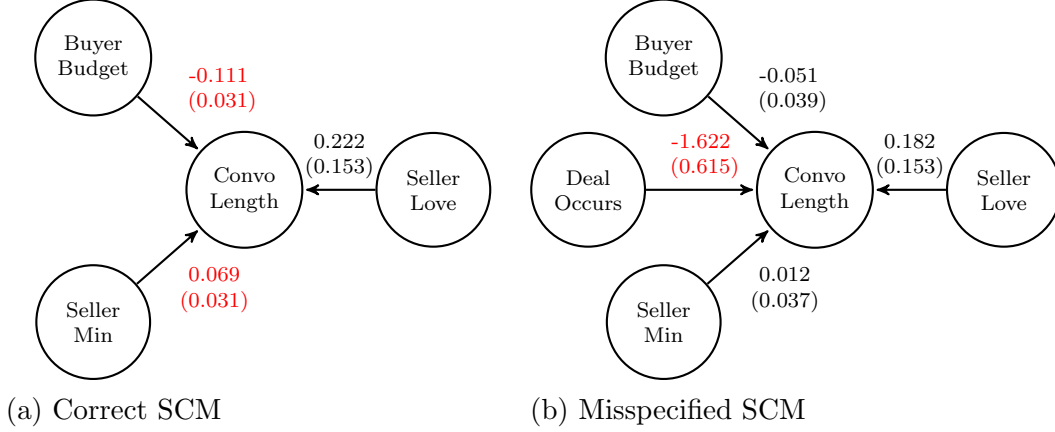 Buyer
Budget
-0.111
(0.031)
0.222
(0.153)
Convo
Length
Seller
Love
0.069
(0.031)
Seller
Min
(a) Correct SCM
Buyer
Budget
-0.051
(0.039)
-1.622
(0.615)
0.182
(0.153)
Deal
Occurs
Convo
Length
Seller
Love
0.012
(0.037)
Seller
Min
(b) Misspecified SCM